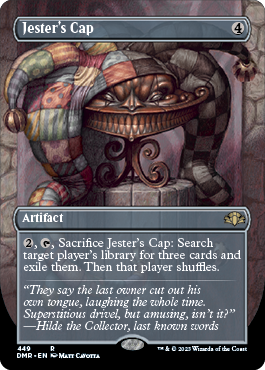 Jester's Cap 4
Artifact
2, T, Sacrifice Jester's Cap: Search
target player's library for three cards and
exile them. Then that player shuffles.
"They say the last owner cut out his
own tongue, laughing the whole time.
Superstitious drivel, but amusing, isn't it?"
—Hilde the Collector, last known words
449 R
DMR • EN Matt Cavotta
™ & © 2023 Wizards of the Coast